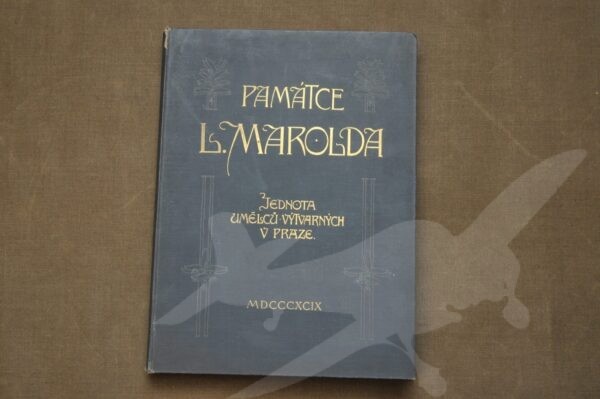 PAMÁTCE
L. MAROLDA
JEDNOTA
UMĚLCŮ VÝTVARNÝCH
V PRAZE.
MDCCCXCIX